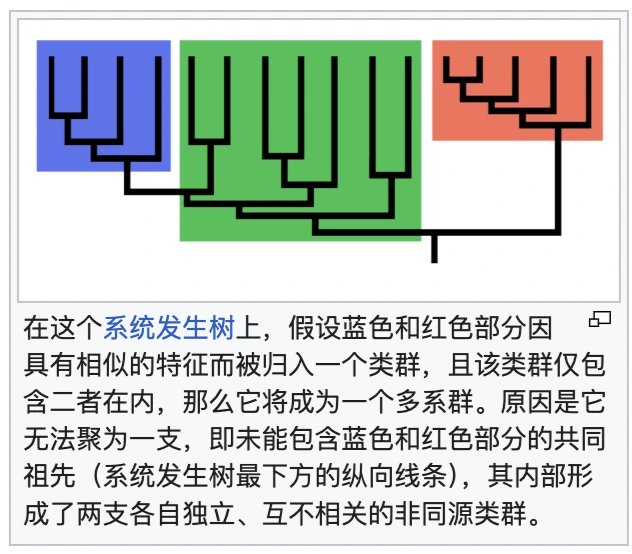 在这个系统发生树上，假设蓝色和红色部分因
具有相似的特征而被归入一个类群，且该类群仅包
含二者在内，那么它将成为一个多系群。原因是它
无法聚为一支，即未能包含蓝色和红色部分的共同
祖先（系统发生树最下方的纵向线条），其内部形
成了两支各自独立、互不相关的非同源类群。